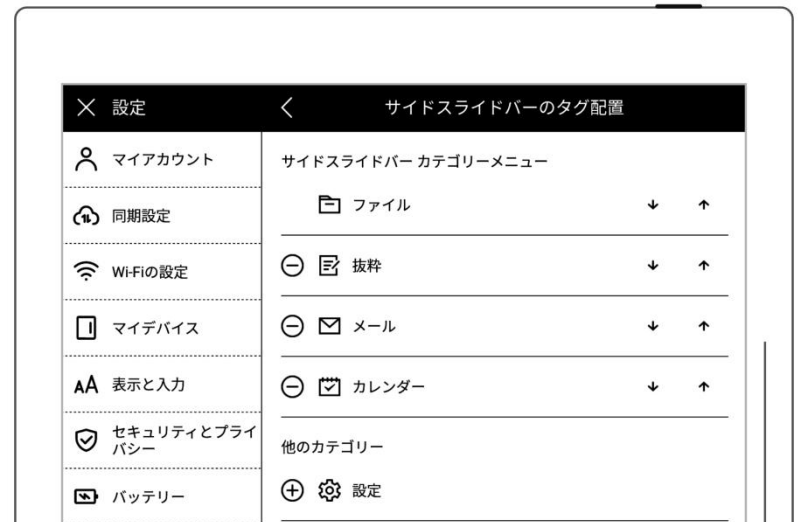 設定
サイドスライドバーのタグ配置
マイアカウント
同期設定
Wi-Fiの設定
マイデバイス
表示と入力
セキュリティとプライ
バシー
バッテリー
サイドスライドバー カテゴリーメニュー
ファイル
抜粋
メール
カレンダー
他のカテゴリー
設定